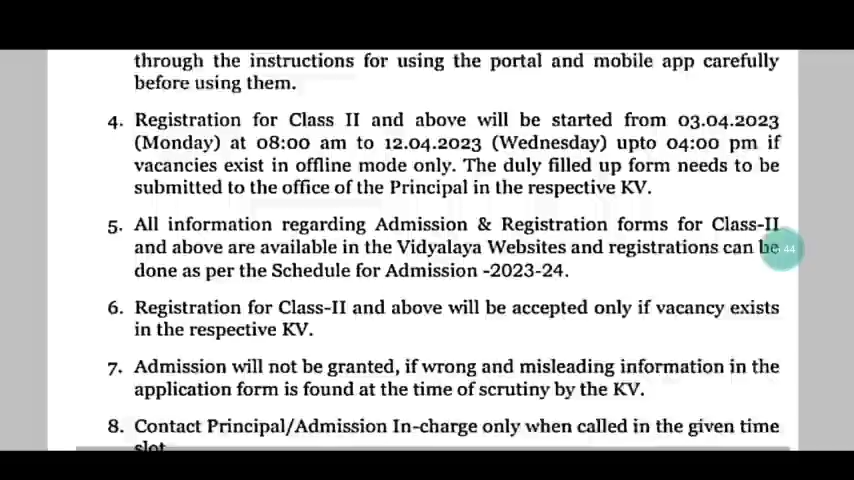 through the instructions for using the portal and mobile app carefully
before using them.
4. Registration for Class II and above will be started from 03.04.2023
(Monday) at 08:00 am to 12.04.2023 (Wednesday) upto 04:00 pm if
vacancies exist in offline mode only. The duly filled up form needs to be
submitted to the office of the Principal in the respective KV.
5. All information regarding Admission & Registration forms for Class-II
and above are available in the Vidyalaya Websites and registrations can be
done as per the Schedule for Admission -2023-24.
6. Registration for Class-II and above will be accepted only if vacancy exists
in the respective KV.
7. Admission will not be granted, if wrong and misleading information in the
application form is found at the time of scrutiny by the KV.
8. Contact Principal/Admission In-charge only when called in the given time
slot